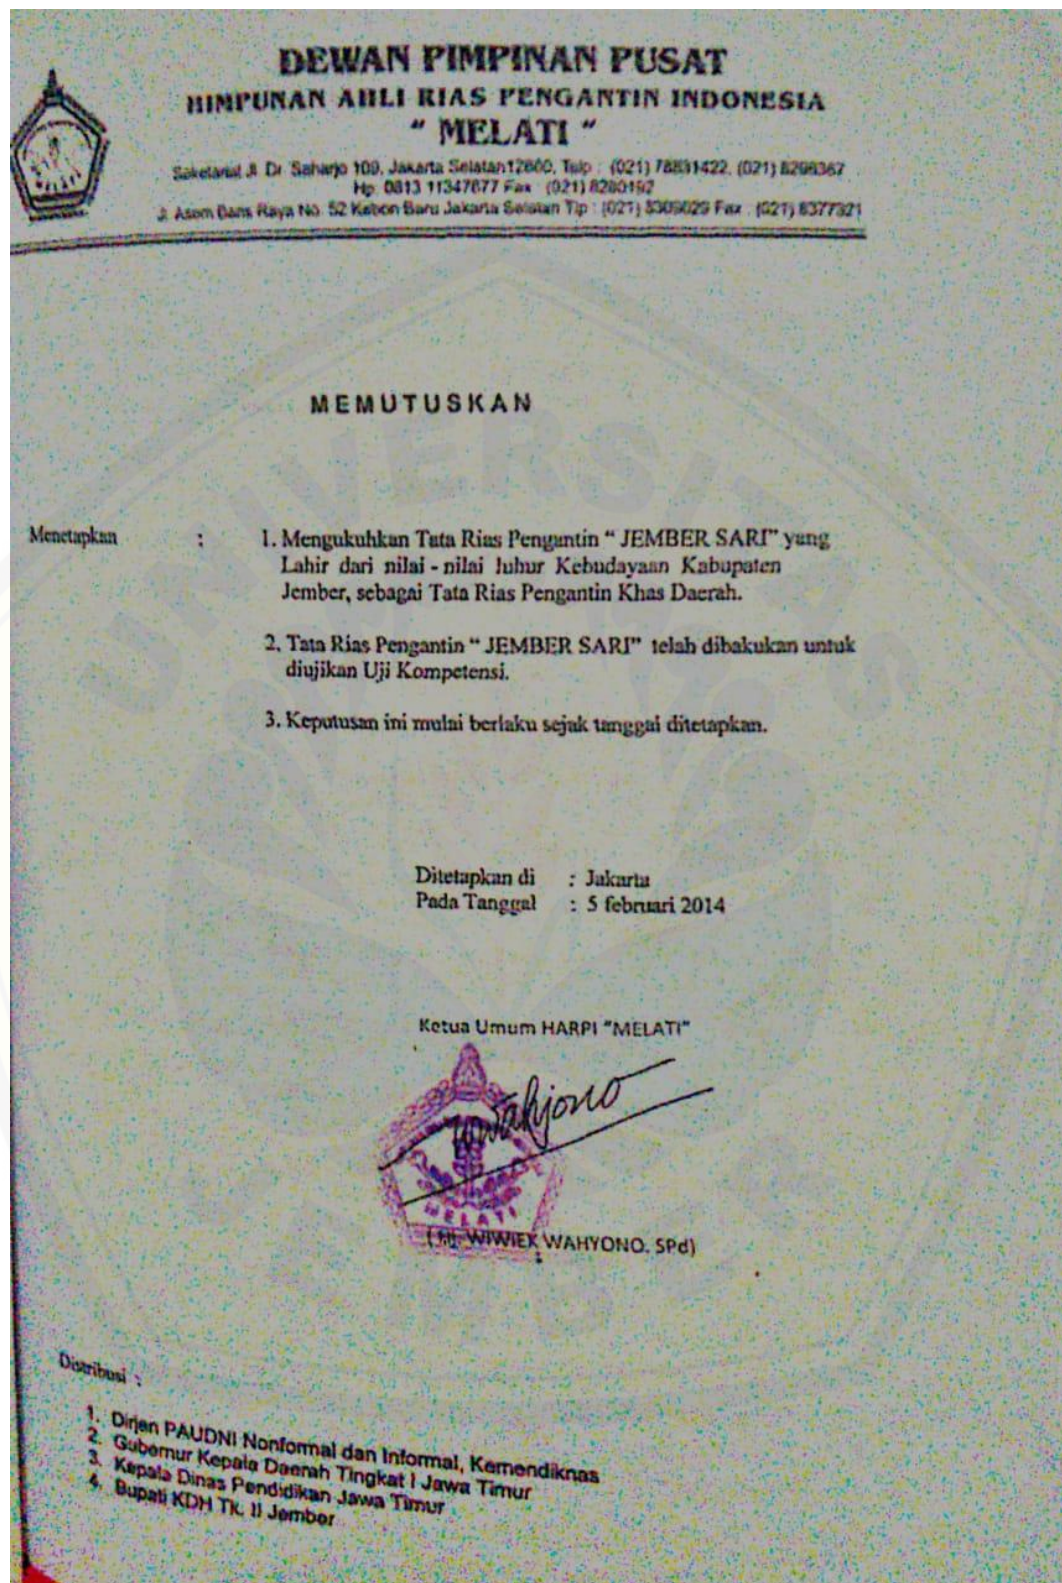 DEWAN PIMPINAN PUSAT
HIMPUNAN AHLI RIAS PENGANTIN INDONESIA
“ MELATI ”
Jl. Dr. Saharjo 109, Jakarta Selatan 12860, Telp : (021) 78831422, (021) 8298367
Hp. 0813 11347677 Fax : (021) 8280192
Raya No. 52 Kebon Baru Jakarta Selatan Tlp : (021) Fax : (021) 8377321
MEMUTUSKAN
Menetapkan : 1. Mengukuhkan Tata Rias Pengantin “ JEMBER SARI” yang
Lahir dari nilai - nilai luhur Kebudayaan Kabupaten
Jember, sebagai Tata Rias Pengantin Khas Daerah.
2. Tata Rias Pengantin “ JEMBER SARI” telah dibakukan untuk
diujikan Uji Kompetensi.
3. Keputusan ini mulai berlaku sejak tanggal ditetapkan.
Ditetapkan di : Jakarta
Pada Tanggal : 5 februari 2014
Ketua Umum HARPI “MELATI”
MELATI
( Hj. WIWIEK WAHYONO. SPd)
Distribusi :
1. Dirjen PAUDNI Nonformal dan Informal, Kemendiknas
2. Gubernur Kepala Daerah Tingkat I Jawa Timur
3. Kepala Dinas Pendidikan Jawa Timur
4. Bupati KDH Tk. II Jember